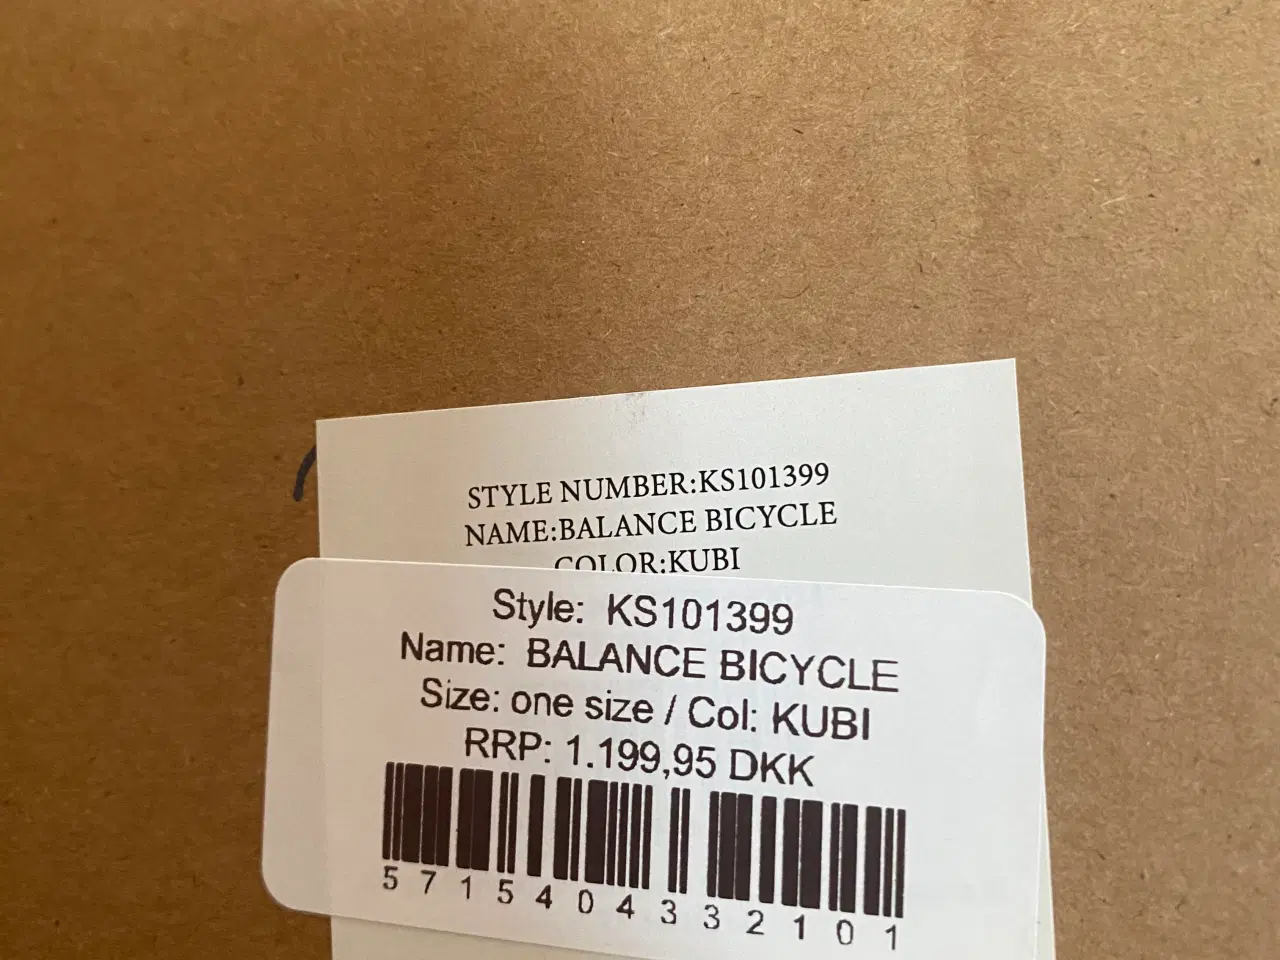 STYLE NUMBER:KS101399
NAME:BALANCE BICYCLE
COLOR:KUBI
Style: KS101399
Name: BALANCE BICYCLE
Size: one size / Col: KUBI
RRP: 1.199,95 DKK
5715404332101